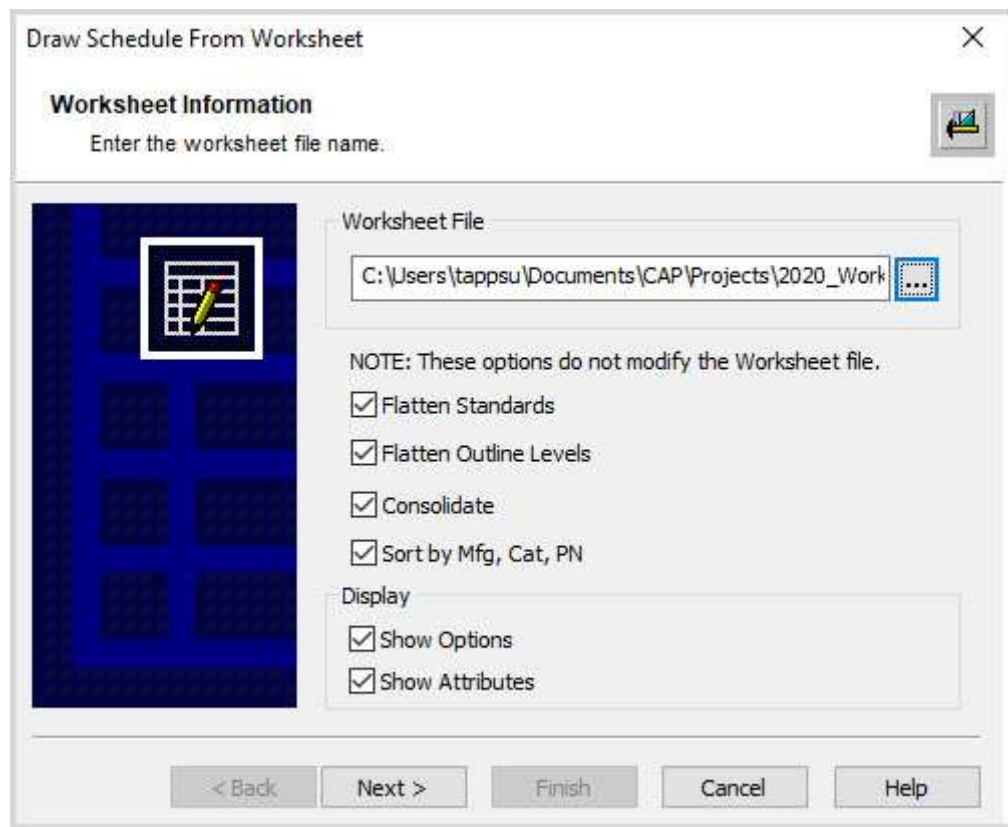 Draw Schedule From Worksheet
Worksheet Information
Enter the worksheet file name.
Worksheet File
C:\Users\tappsu\Documents\CAP\Projects\2020_Work
...
NOTE: These options do not modify the Worksheet file.
Flatten Standards
Flatten Outline Levels
Consolidate
Sort by Mfg, Cat, PN
Display
Show Options
Show Attributes
< Back
Next >
Finish
Cancel
Help